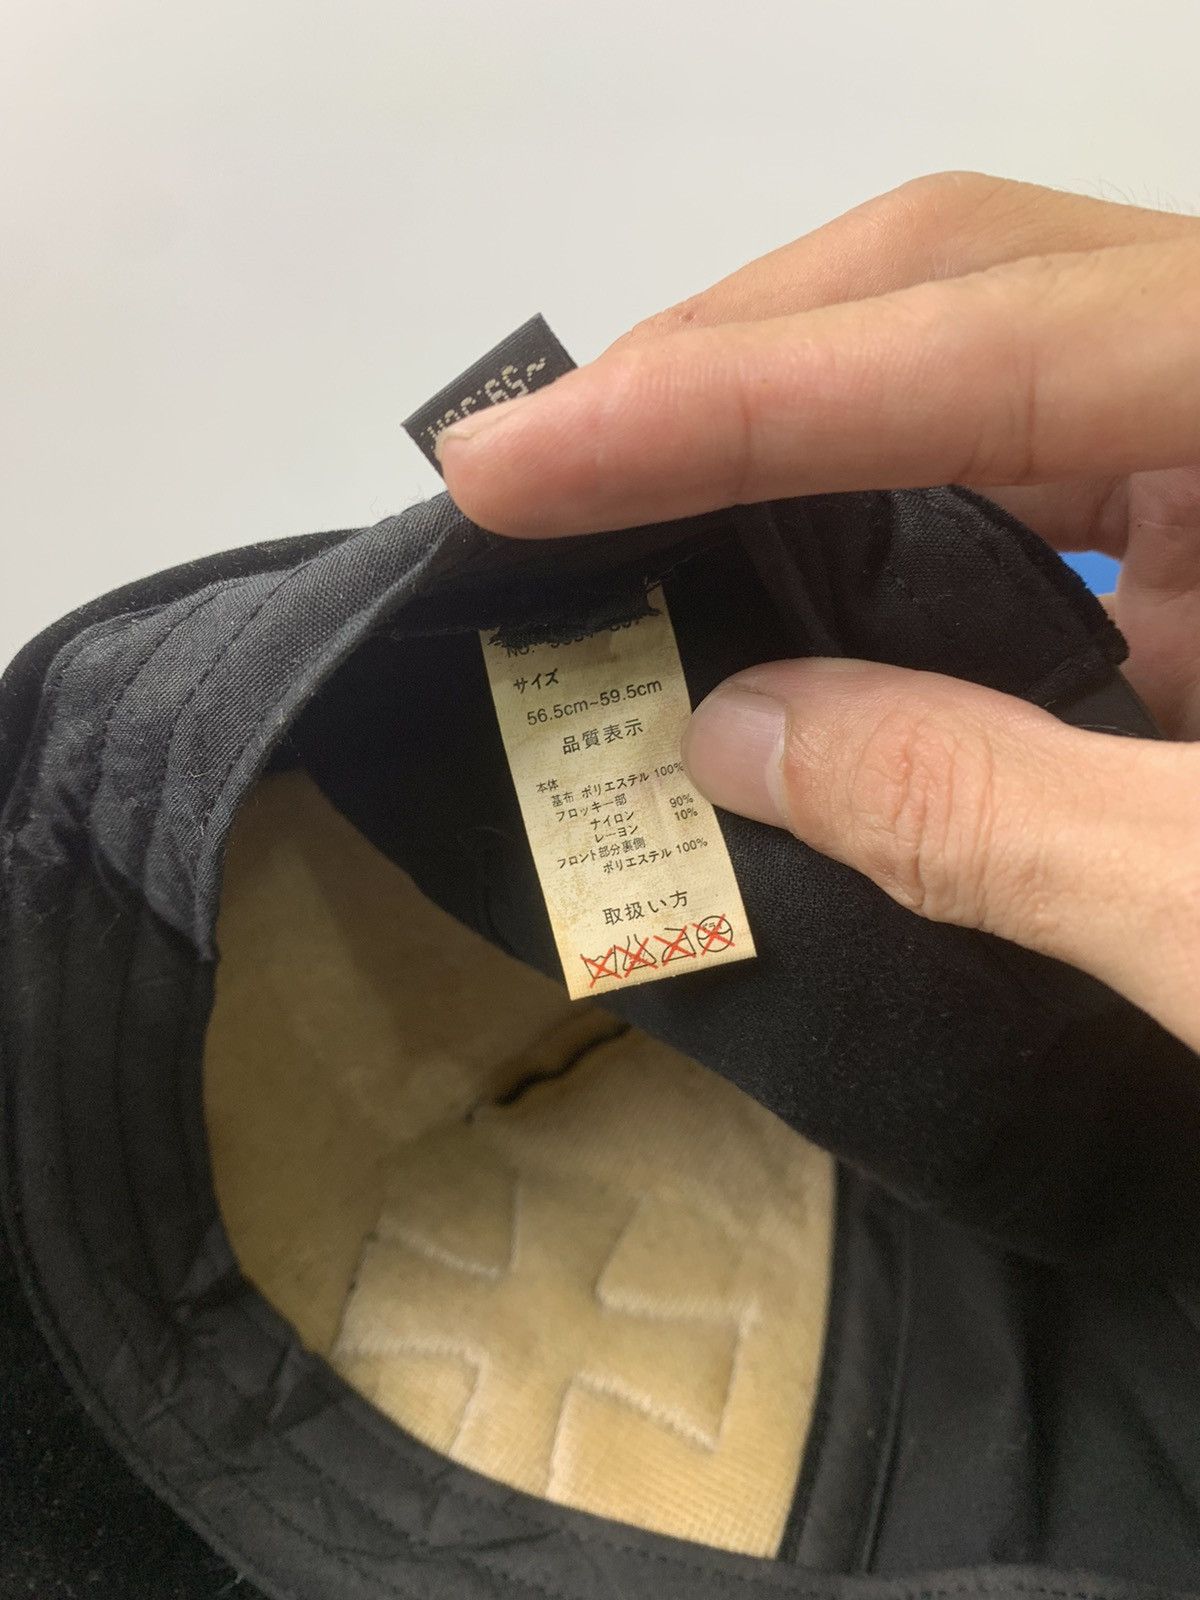 サイズ
56.5cm~59.5cm
品質表示
本体
基布 ポリエステル 100%
フロッキー部
ナイロン 90%
レーヨン 10%
フロント部分裏側
ポリエステル 100%
取扱い方